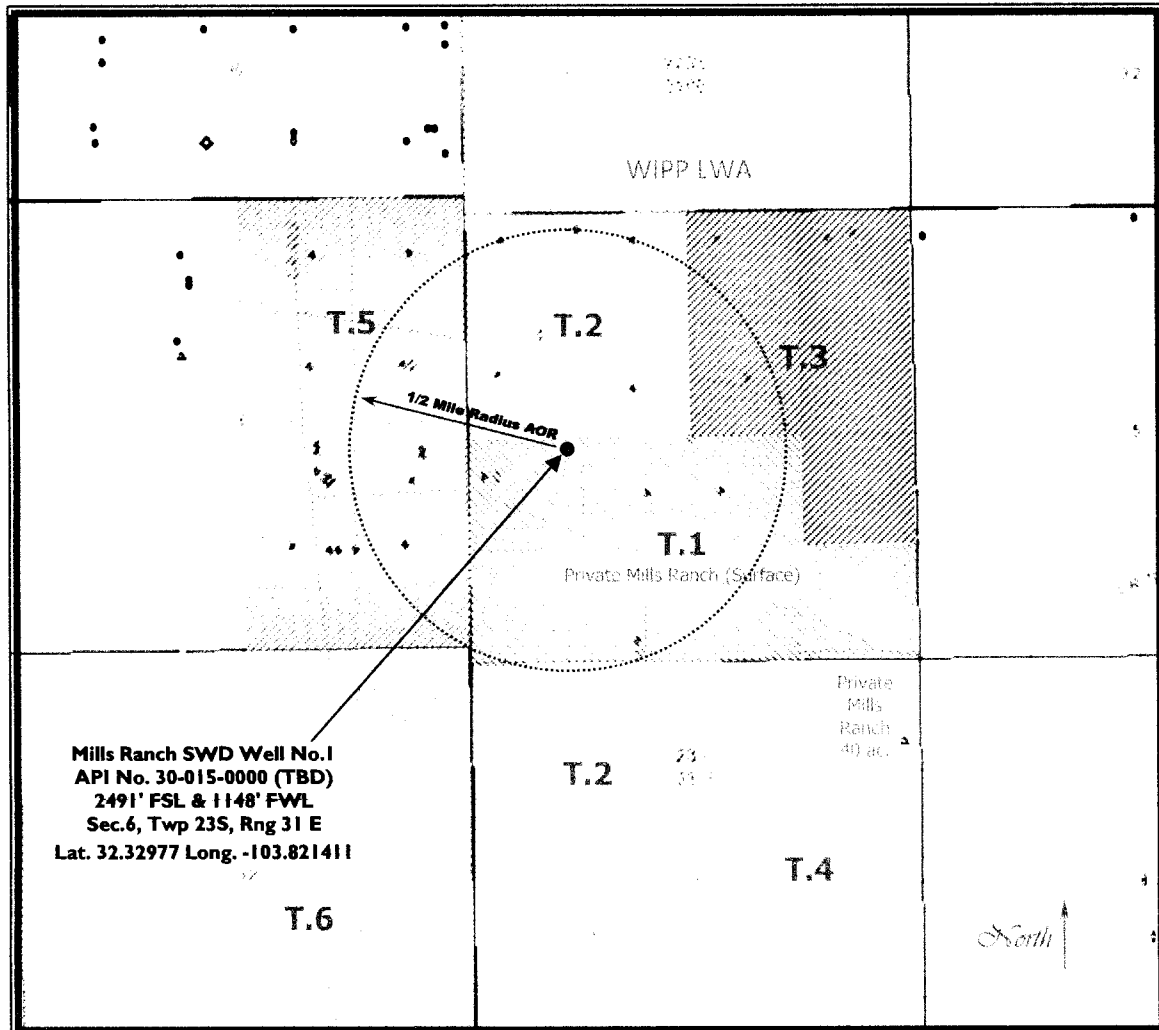 WIPP LWA
T.5
T.2
T.3
1/2 Mile Radius AOR
T.1
Private Mills Ranch (Surface)
Private
Mills
Ranch
40 ac.
Mills Ranch SWD Well No.1
API No. 30-015-0000 (TBD)
2491' FSL & 1148' FWL
Sec.6, Twp 23S, Rng 31 E
Lat. 32.32977 Long. -103.821411
T.2
T.4
T.6
North